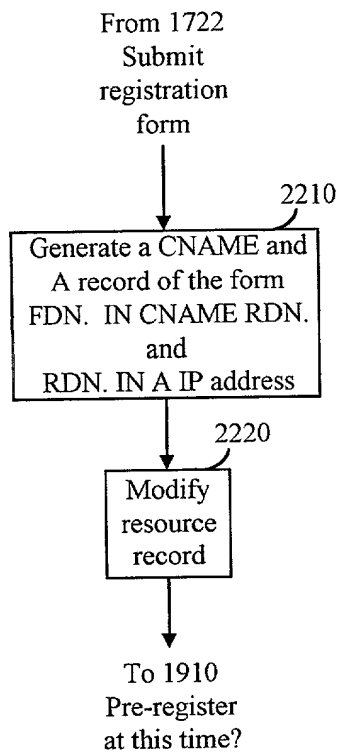 From 1722
Submit
registration
form
2210
Generate a CNAME and
A record of the form
FDN. IN CNAME RDN.
and
RDN. IN A IP address
2220
Modify
resource
record
To 1910
Pre-register
at this time?